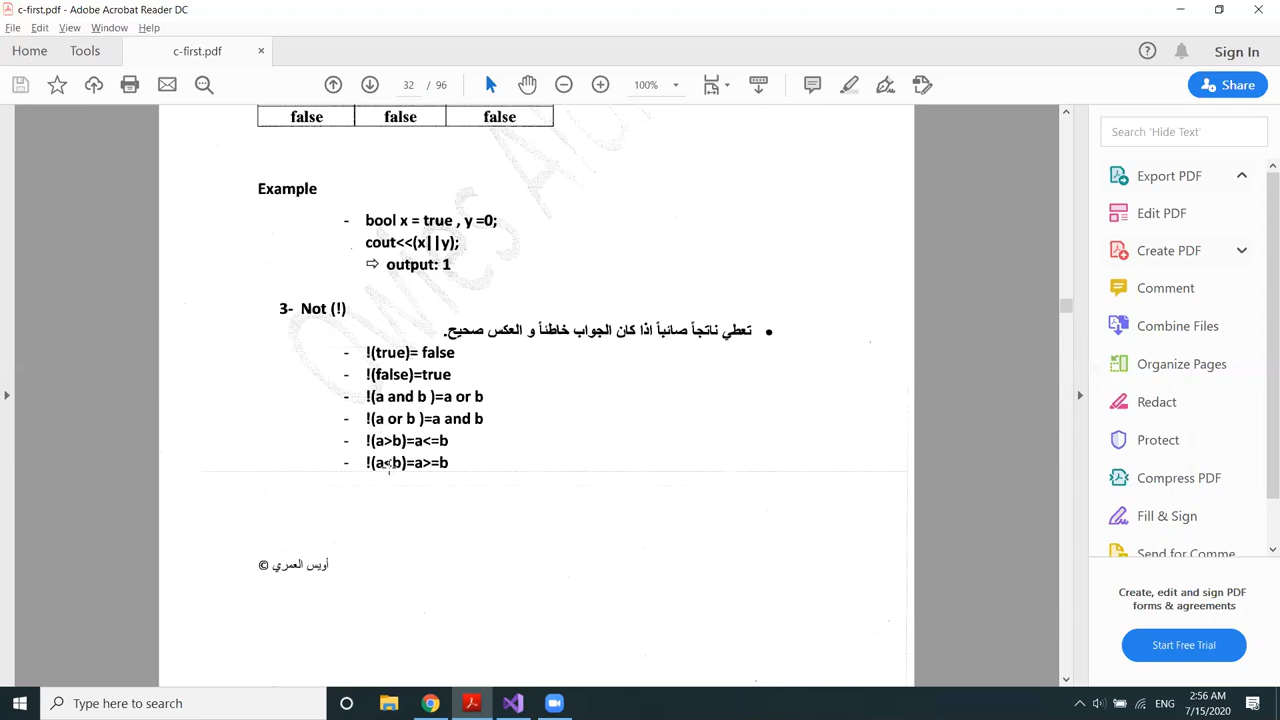 c-first.pdf - Adobe Acrobat Reader DC
File Edit View Window Help
Home Tools c-first.pdf × Sign In
32 / 96 100% Share
false false false
Example
- bool x = true , y =0;
cout<<(x||y);
⇨ output: 1
3- Not (!)
• تعطي ناتجاً صائباً اذا كان الجواب خاطئاً و العكس صحيح.
- !(true)= false
- !(false)=true
- !(a and b )=a or b
- !(a or b )=a and b
- !(a>b)=a<=b
- !(a<b)=a>=b
© أويس العمري
Search 'Hide Text'
Export PDF
Edit PDF
Create PDF
Comment
Combine Files
Organize Pages
Redact
Protect
Compress PDF
Fill & Sign
Send for Comme
Create, edit and sign PDF
forms & agreements
Start Free Trial
Type here to search
ENG
2:56 AM
7/15/2020